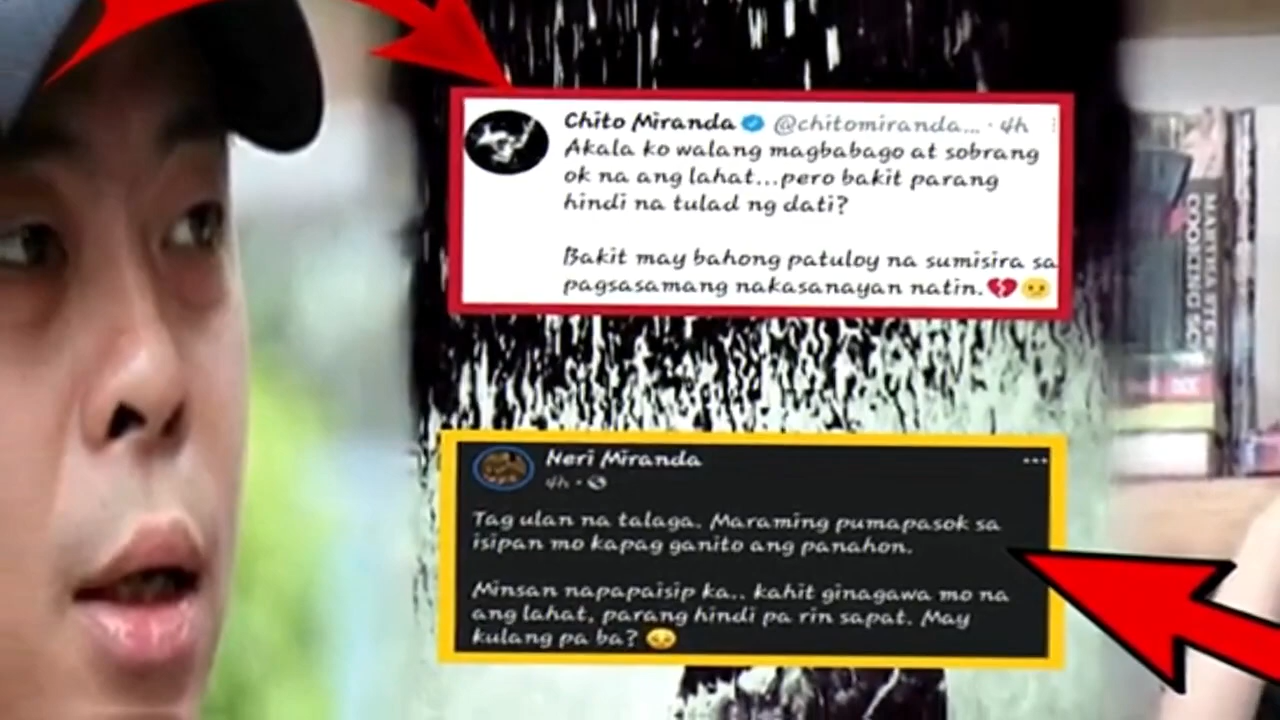 Chito Miranda @chitomiranda... · 4h
Akala ko walang magbabago at sobrang
ok na ang lahat...pero bakit parang
hindi na tulad ng dati?
Bakit may bahong patuloy na sumisira sa
pagsasamang nakasanayan natin.💔😕
Neri Miranda
4h ·
Tag ulan na talaga. Maraming pumapasok sa
isipan mo kapag ganito ang panahon.
Minsan napapaisip ka.. kahit ginagawa mo na
ang lahat, parang hindi pa rin sapat. May
kulang pa ba? 😔
MARTHA
COOKING